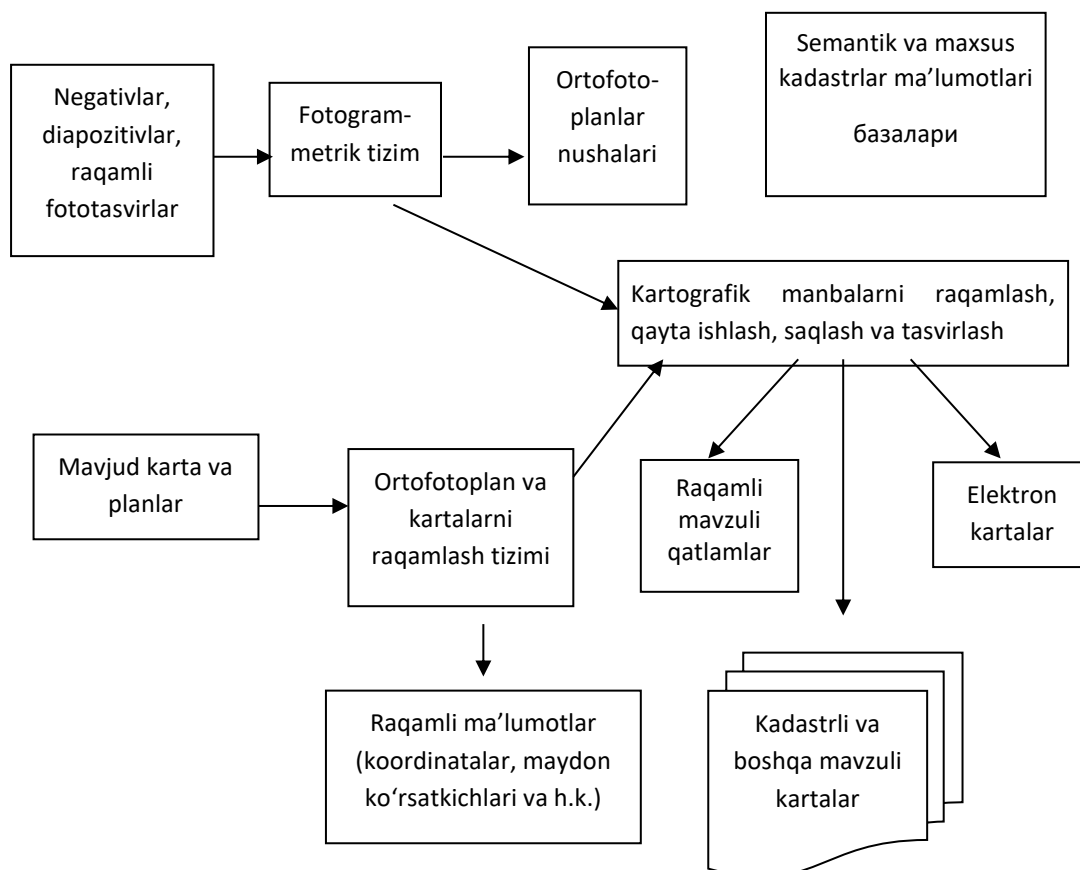 Negativlar,
diapozitivlar,
raqamli
fototasvirlar
Fotogram-
metrik tizim
Ortofoto-
planlar
nushalari
Semantik va maxsus
kadastrlar ma’lumotlari
базалари
Kartografik manbalarni raqamlash,
qayta ishlash, saqlash va tasvirlash
Mavjud karta va
planlar
Ortofotoplan va
kartalarni
raqamlash tizimi
Raqamli
mavzuli
qatlamlar
Elektron
kartalar
Raqamli ma’lumotlar
(koordinatalar, maydon
ko‘rsatkichlari va h.k.)
Kadastrli va
boshqa mavzuli
kartalar